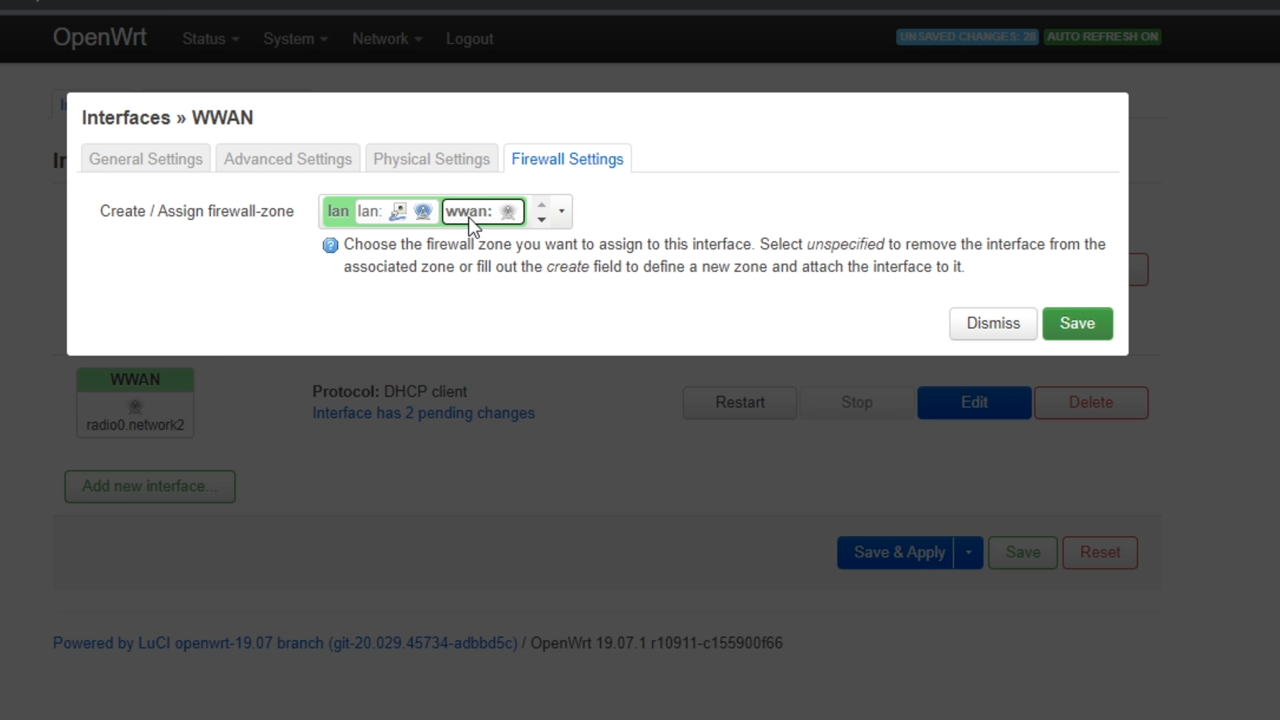 OpenWrt Status System Network Logout UNSAVED CHANGES: 28 AUTO REFRESH ON
Interfaces » WWAN
General Settings Advanced Settings Physical Settings Firewall Settings
Create / Assign firewall-zone lan lan: wwan:
Choose the firewall zone you want to assign to this interface. Select unspecified to remove the interface from the
associated zone or fill out the create field to define a new zone and attach the interface to it.
Dismiss Save
WWAN
radio0.network2
Protocol: DHCP client
Interface has 2 pending changes
Restart Stop Edit Delete
Add new interface...
Save & Apply Save Reset
Powered by LuCI openwrt-19.07 branch (git-20.029.45734-adbbd5c) / OpenWrt 19.07.1 r10911-c155900f66